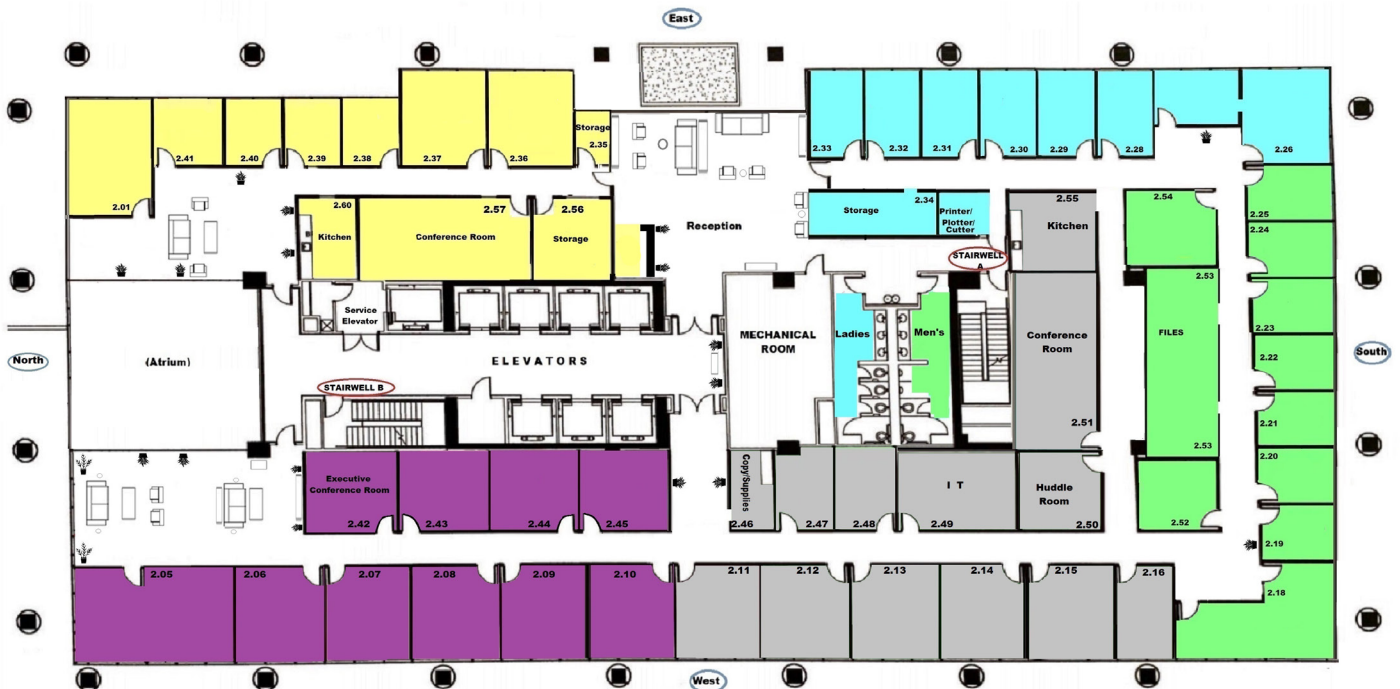 East
Storage
2.35
2.41
2.40
2.39
2.38
2.37
2.36
2.33
2.32
2.31
2.30
2.29
2.28
2.26
2.01
2.60
Kitchen
2.57
Conference Room
2.56
Storage
Reception
Storage
2.34
Printer/
Plotter/
Cutter
2.55
Kitchen
2.54
2.25
2.24
STAIRWELL
A
Service
Elevator
2.53
2.23
North
(Atrium)
ELEVATORS
MECHANICAL
ROOM
Ladies
Men's
Conference
Room
FILES
2.22
South
STAIRWELL B
2.51
2.53
2.21
Executive
Conference Room
2.42
2.43
2.44
2.45
Copy/Supplies
2.46
2.47
2.48
I T
2.49
Huddle
Room
2.50
2.52
2.20
2.19
2.05
2.06
2.07
2.08
2.09
2.10
2.11
2.12
2.13
2.14
2.15
2.16
2.18
West